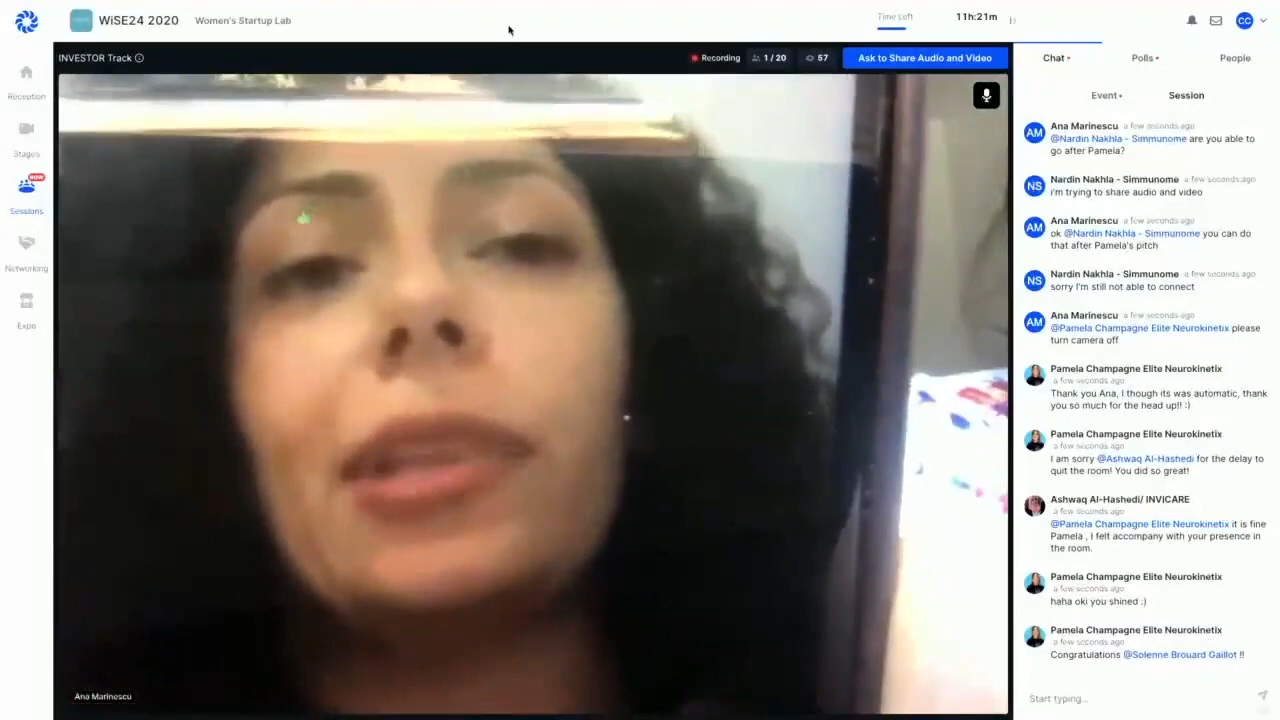 WiSE24 2020
Women's Startup Lab
Time Left
11h:21m
CC
Reception
Stages
NOW
Sessions
Networking
Expo
INVESTOR Track
Recording
1 / 20
57
Ask to Share Audio and Video
Ana Marinescu
Chat
Polls
People
Event
Session
AM
Ana Marinescu a few seconds ago
@Nardin Nakhla - Simmunome are you able to
go after Pamela?
NS
Nardin Nakhla - Simmunome a few seconds ago
i'm trying to share audio and video
AM
Ana Marinescu a few seconds ago
ok @Nardin Nakhla - Simmunome you can do
that after Pamela's pitch
NS
Nardin Nakhla - Simmunome a few seconds ago
sorry I'm still not able to connect
AM
Ana Marinescu a few seconds ago
@Pamela Champagne Elite Neurokinetix please
turn camera off
Pamela Champagne Elite Neurokinetix
a few seconds ago
Thank you Ana, I though its was automatic, thank
you so much for the head up!! :)
Pamela Champagne Elite Neurokinetix
a few seconds ago
I am sorry @Ashwaq Al-Hashedi for the delay to
quit the room! You did so great!
Ashwaq Al-Hashedi/ INVICARE
a few seconds ago
@Pamela Champagne Elite Neurokinetix it is fine
Pamela , i felt accompany with your presence in
the room.
Pamela Champagne Elite Neurokinetix
a few seconds ago
haha oki you shined :)
Pamela Champagne Elite Neurokinetix
a few seconds ago
Congratulations @Solenne Brouard Gaillot !!
Start typing...